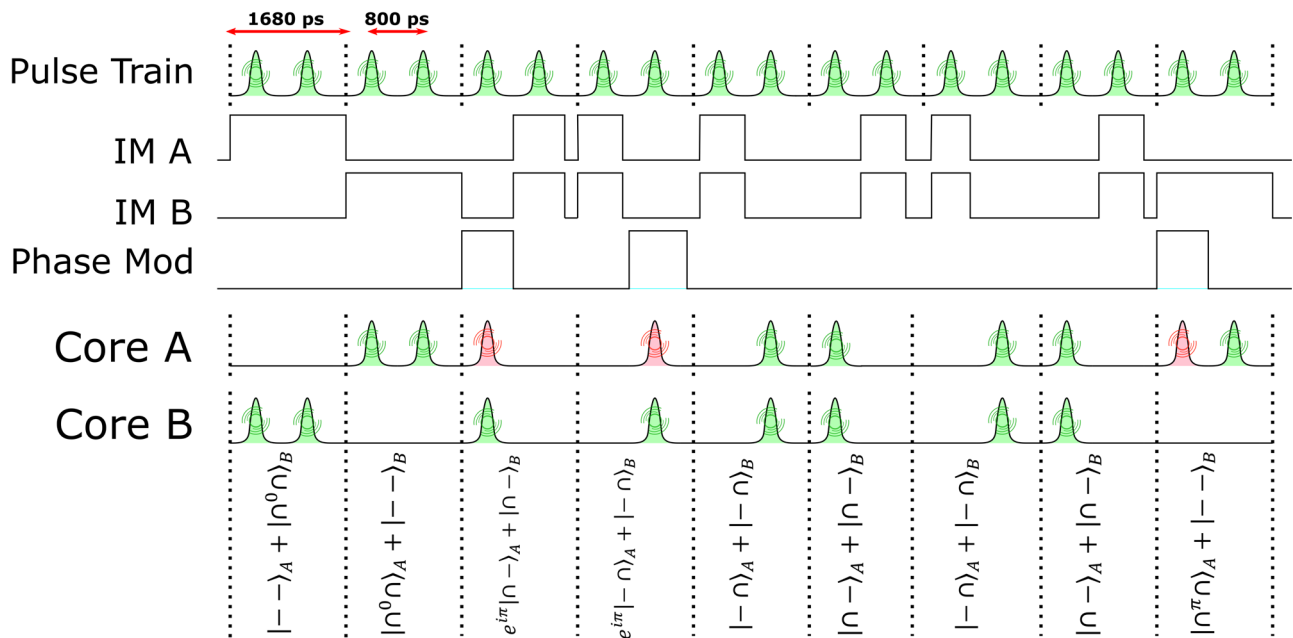 1680 ps
800 ps
Pulse Train
IM A
IM B
Phase Mod
Core A
Core B
|− −⟩_A + |∩⁰∩⟩_B
|∩⁰∩⟩_A + |− −⟩_B
e^{iπ}|∩ −⟩_A + |∩ −⟩_B
e^{iπ}|− ∩⟩_A + |− ∩⟩_B
|− ∩⟩_A + |− ∩⟩_B
|∩ −⟩_A + |∩ −⟩_B
|− ∩⟩_A + |− ∩⟩_B
|∩ −⟩_A + |∩ −⟩_B
|∩^π∩⟩_A + |− −⟩_B